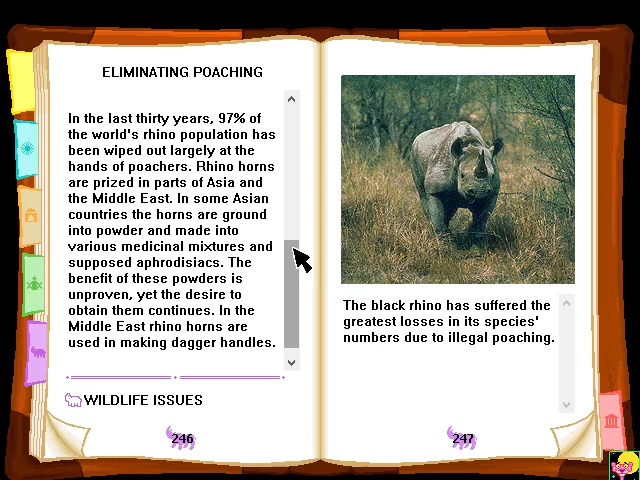 ELIMINATING POACHING
In the last thirty years, 97% of
the world's rhino population has
been wiped out largely at the
hands of poachers. Rhino horns
are prized in parts of Asia and
the Middle East. In some Asian
countries the horns are ground
into powder and made into
various medicinal mixtures and
supposed aphrodisiacs. The
benefit of these powders is
unproven, yet the desire to
obtain them continues. In the
Middle East rhino horns are
used in making dagger handles.
WILDLIFE ISSUES
246
The black rhino has suffered the
greatest losses in its species'
numbers due to illegal poaching.
247